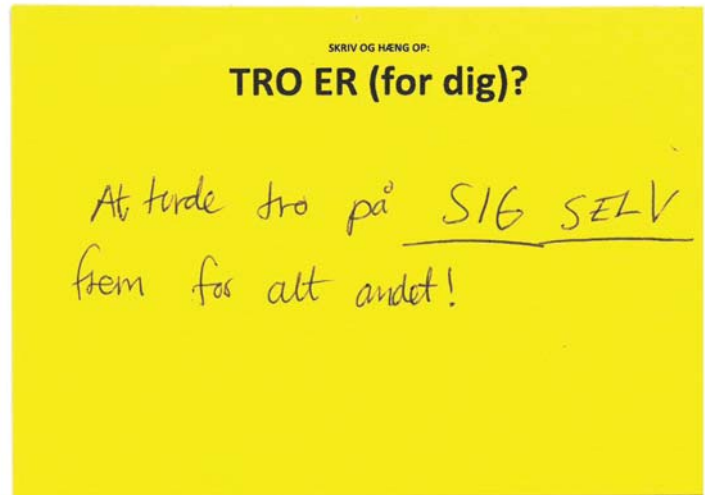 SKRIV OG HÆNG OP:
TRO ER (for dig)?
At turde tro på SIG SELV
frem for alt andet!